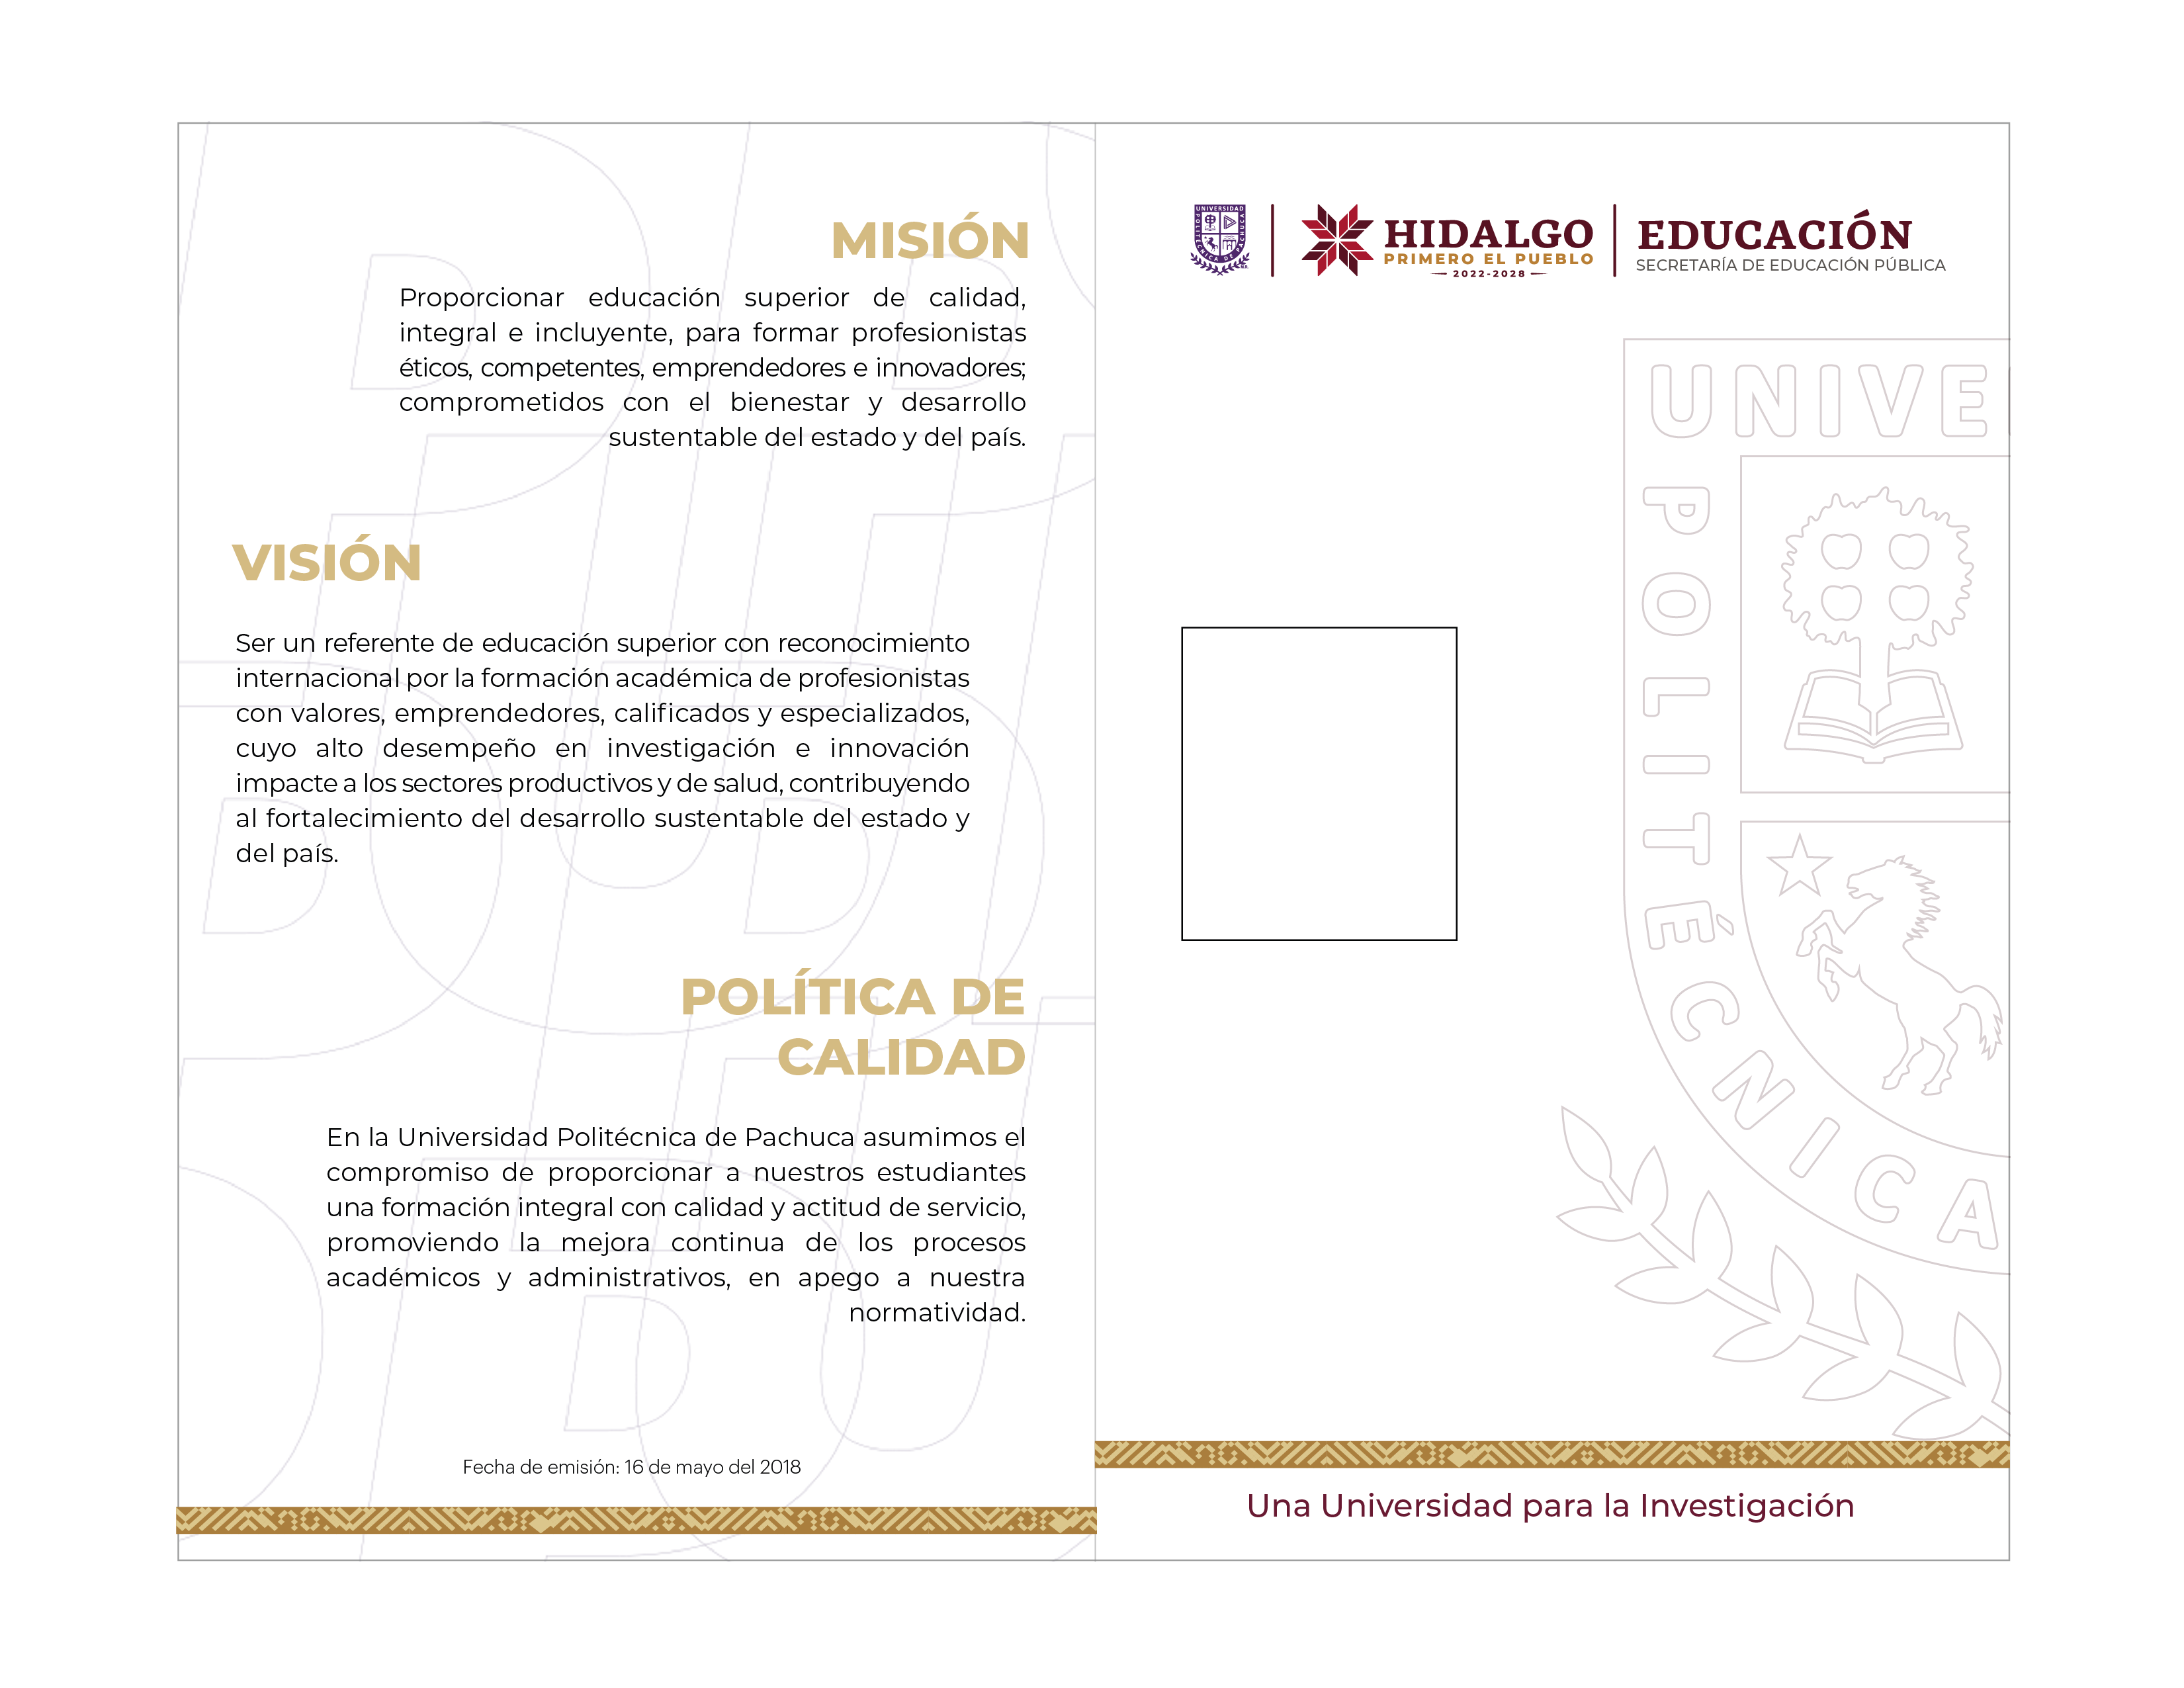 MISIÓN
Proporcionar educación superior de calidad,
integral e incluyente, para formar profesionistas
éticos, competentes, emprendedores e innovadores;
comprometidos con el bienestar y desarrollo
sustentable del estado y del país.
VISIÓN
Ser un referente de educación superior con reconocimiento
internacional por la formación académica de profesionistas
con valores, emprendedores, calificados y especializados,
cuyo alto desempeño en investigación e innovación
impacte a los sectores productivos y de salud, contribuyendo
al fortalecimiento del desarrollo sustentable del estado y
del país.
POLÍTICA DE
CALIDAD
En la Universidad Politécnica de Pachuca asumimos el
compromiso de proporcionar a nuestros estudiantes
una formación integral con calidad y actitud de servicio,
promoviendo la mejora continua de los procesos
académicos y administrativos, en apego a nuestra
normatividad.
Fecha de emisión: 16 de mayo del 2018
UNIVERSIDAD
POLITÉCNICA DE PACHUCA
HIDALGO
PRIMERO EL PUEBLO
2022-2028
EDUCACIÓN
SECRETARÍA DE EDUCACIÓN PÚBLICA
UNIVE
POLITÉCNICA
Una Universidad para la Investigación